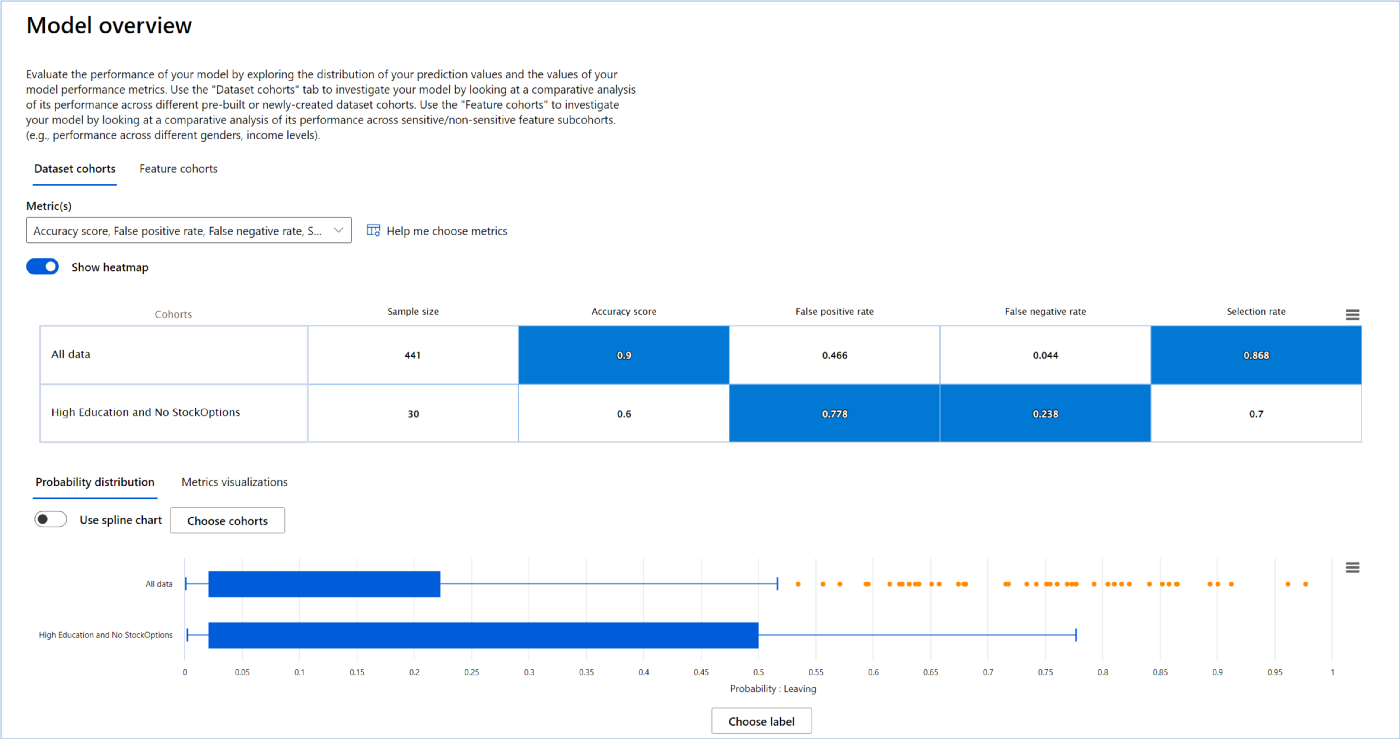 Model overview
Evaluate the performance of your model by exploring the distribution of your prediction values and the values of your
model performance metrics. Use the "Dataset cohorts" tab to investigate your model by looking at a comparative analysis
of its performance across different pre-built or newly-created dataset cohorts. Use the "Feature cohorts" to investigate
your model by looking at a comparative analysis of its performance across sensitive/non-sensitive feature subcohorts.
(e.g., performance across different genders, income levels).
Dataset cohorts Feature cohorts
Metric(s)
Accuracy score, False positive rate, False negative rate, S... Help me choose metrics
Show heatmap
Cohorts Sample size Accuracy score False positive rate False negative rate Selection rate
All data 441 0.9 0.466 0.044 0.868
High Education and No StockOptions 30 0.6 0.778 0.238 0.7
Probability distribution Metrics visualizations
Use spline chart Choose cohorts
All data
High Education and No StockOptions
0 0.05 0.1 0.15 0.2 0.25 0.3 0.35 0.4 0.45 0.5 0.55 0.6 0.65 0.7 0.75 0.8 0.85 0.9 0.95 1
Probability : Leaving
Choose label